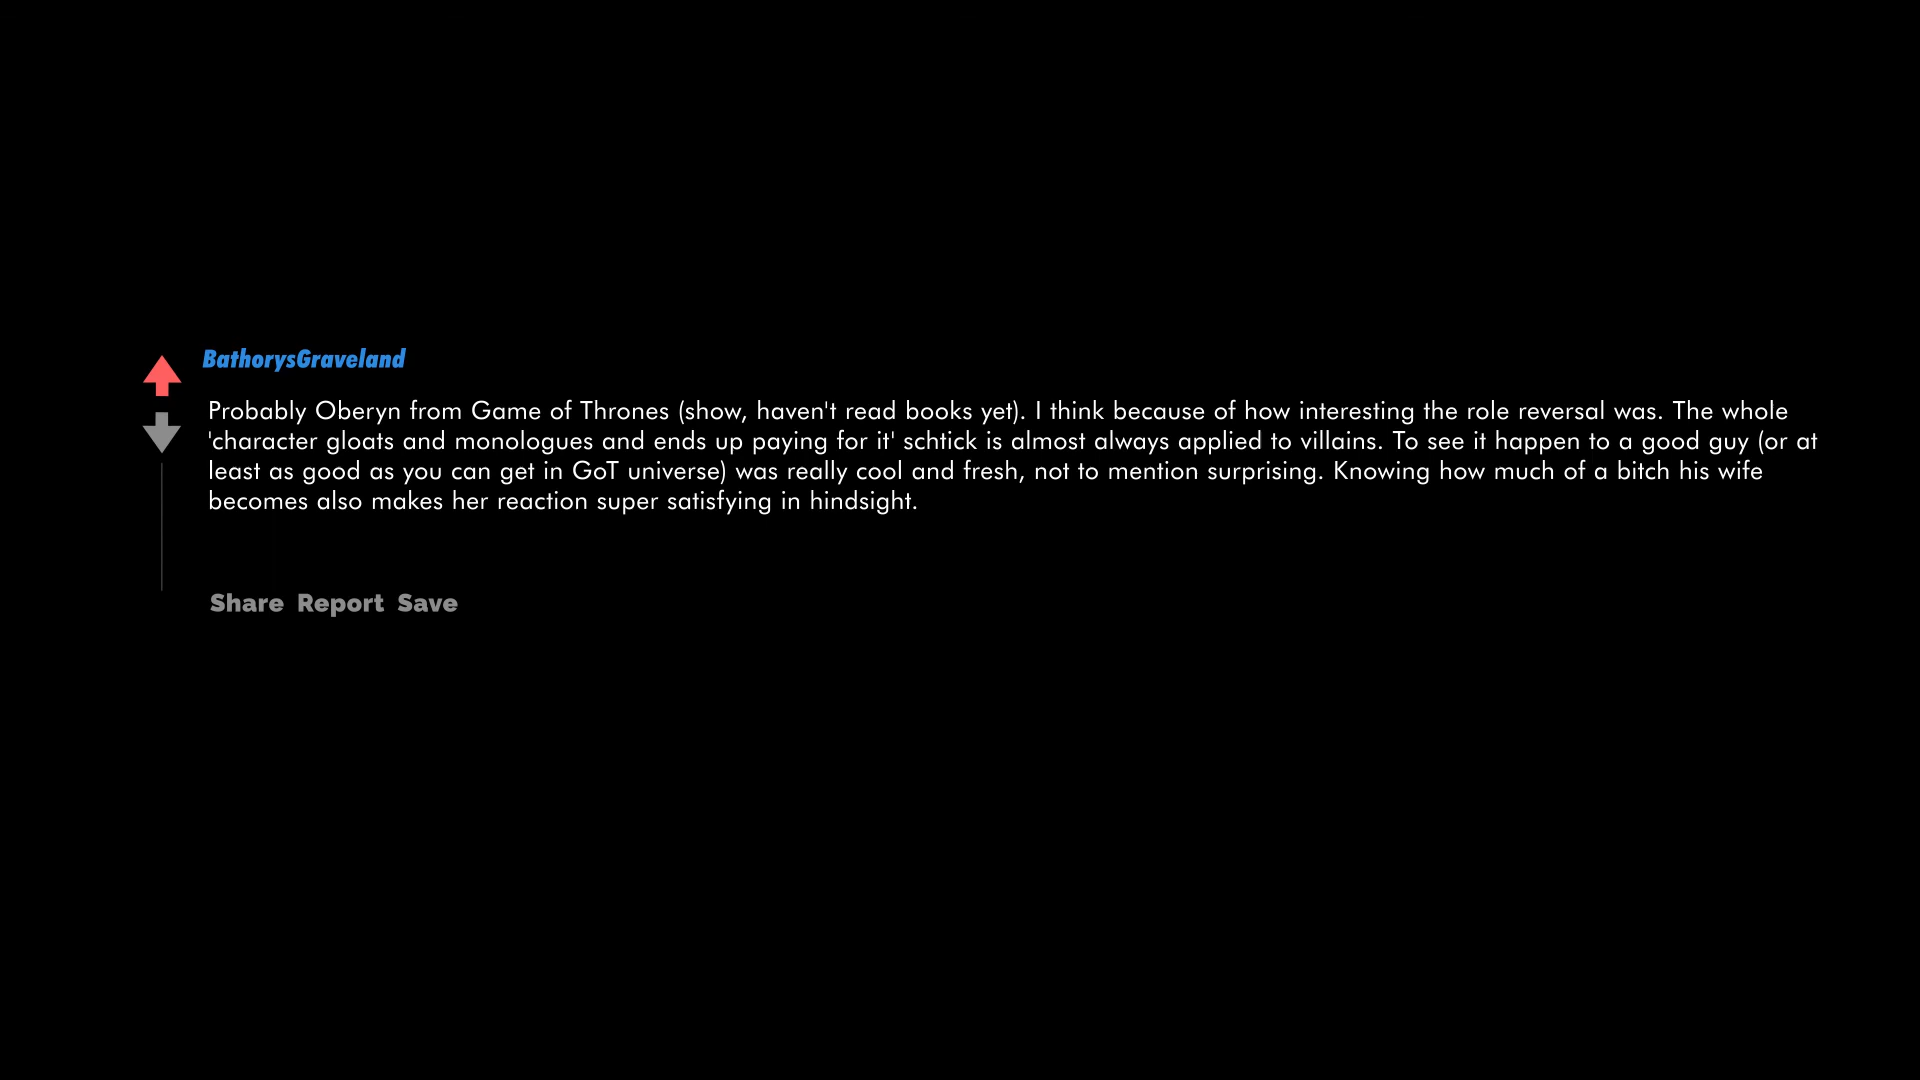 BathorysGraveland
Probably Oberyn from Game of Thrones (show, haven't read books yet). I think because of how interesting the role reversal was. The whole
'character gloats and monologues and ends up paying for it' schtick is almost always applied to villains. To see it happen to a good guy (or at
least as good as you can get in GoT universe) was really cool and fresh, not to mention surprising. Knowing how much of a bitch his wife
becomes also makes her reaction super satisfying in hindsight.
Share Report Save